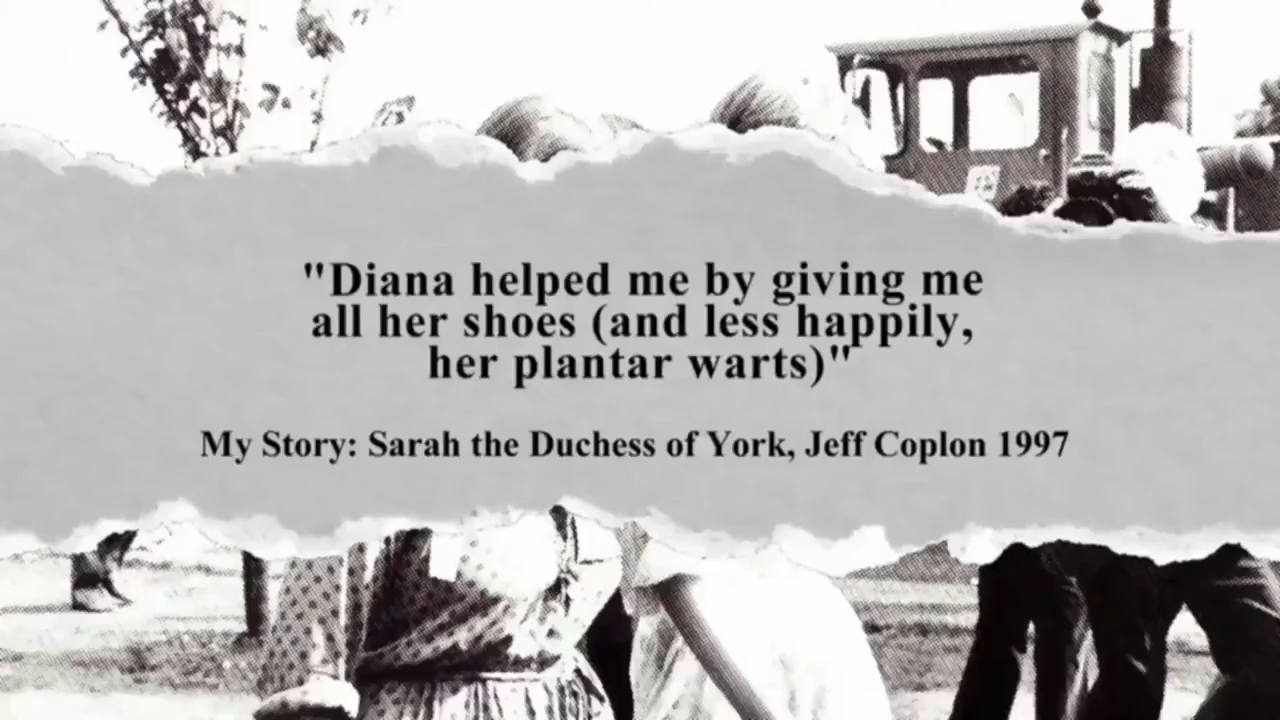 "Diana helped me by giving me
all her shoes (and less happily,
her plantar warts)"
My Story: Sarah the Duchess of York, Jeff Coplon 1997